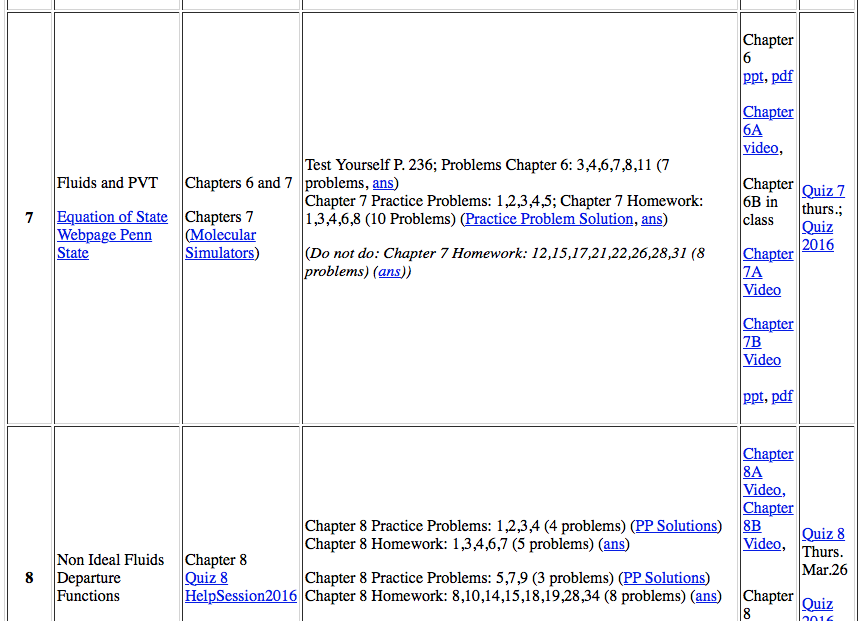 7
Fluids and PVT
Equation of State
Webpage Penn
State
Chapters 6 and 7
Chapters 7
(Molecular
Simulators)
Test Yourself P. 236; Problems Chapter 6: 3,4,6,7,8,11 (7
problems, ans)
Chapter 7 Practice Problems: 1,2,3,4,5; Chapter 7 Homework:
1,3,4,6,8 (10 Problems) (Practice Problem Solution, ans)
(Do not do: Chapter 7 Homework: 12,15,17,21,22,26,28,31 (8
problems) (ans))
Chapter
6
ppt, pdf
Chapter
6A
video,
Chapter
6B in
class
Chapter
7A
Video
Chapter
7B
Video
ppt, pdf
Quiz 7
thurs.;
Quiz
2016
8
Non Ideal Fluids
Departure
Functions
Chapter 8
Quiz 8
HelpSession2016
Chapter 8 Practice Problems: 1,2,3,4 (4 problems) (PP Solutions)
Chapter 8 Homework: 1,3,4,6,7 (5 problems) (ans)
Chapter 8 Practice Problems: 5,7,9 (3 problems) (PP Solutions)
Chapter 8 Homework: 8,10,14,15,18,19,28,34 (8 problems) (ans)
Chapter
8A
Video,
Chapter
8B
Video,
Chapter
8
Quiz 8
Thurs.
Mar.26
Quiz
2016